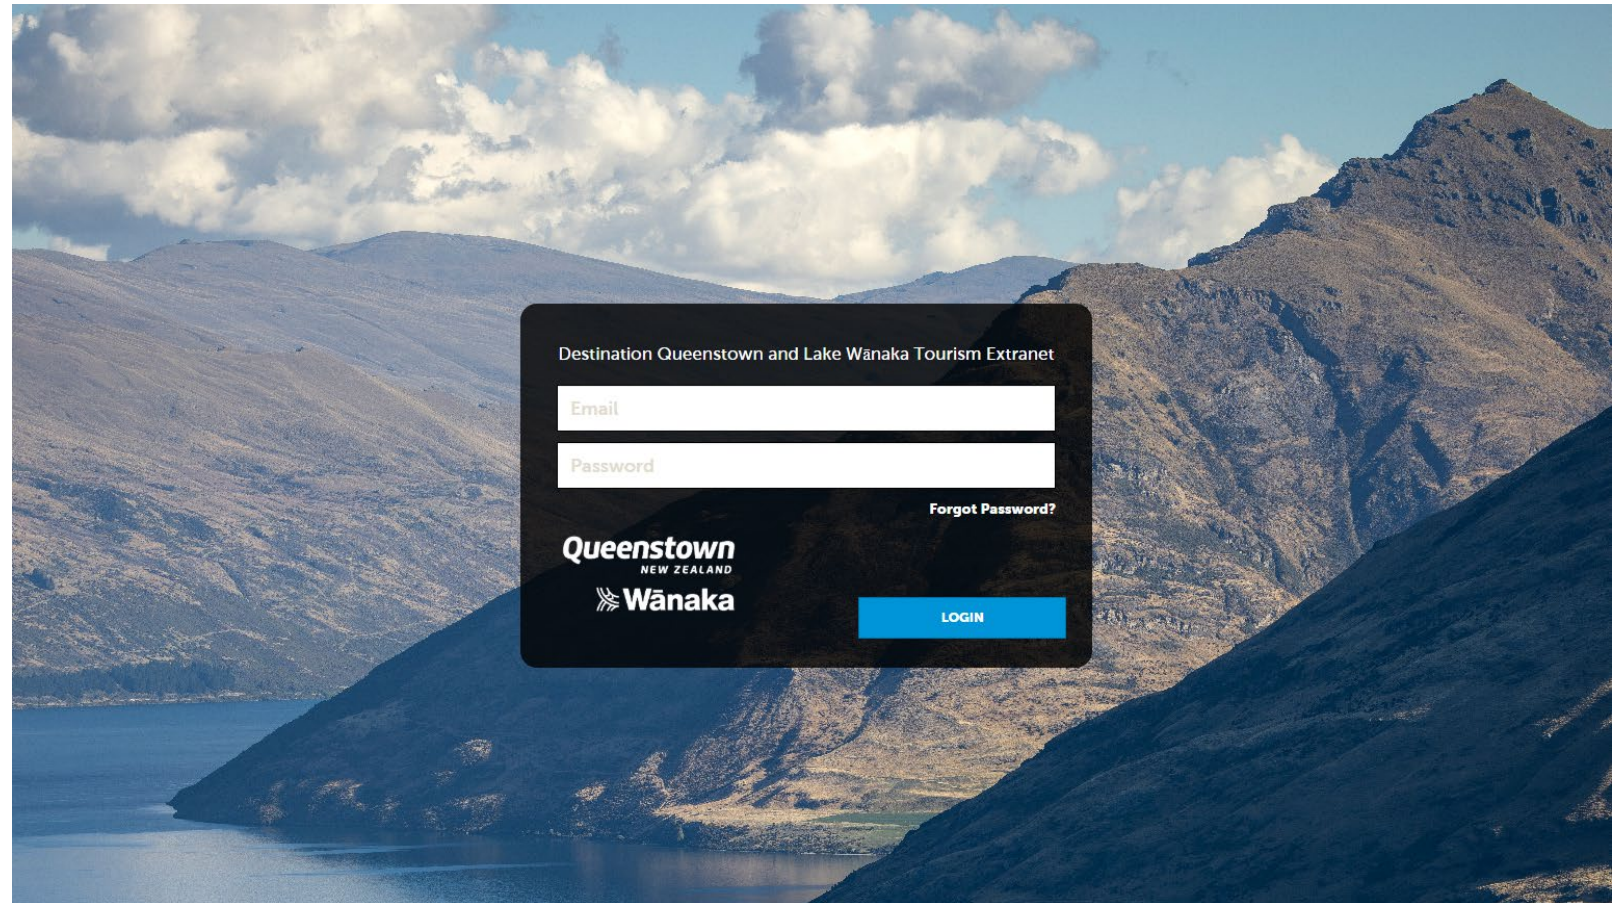 Destination Queenstown and Lake Wānaka Tourism Extranet
Email
Password
Forgot Password?
Queenstown
NEW ZEALAND
Wānaka
LOGIN